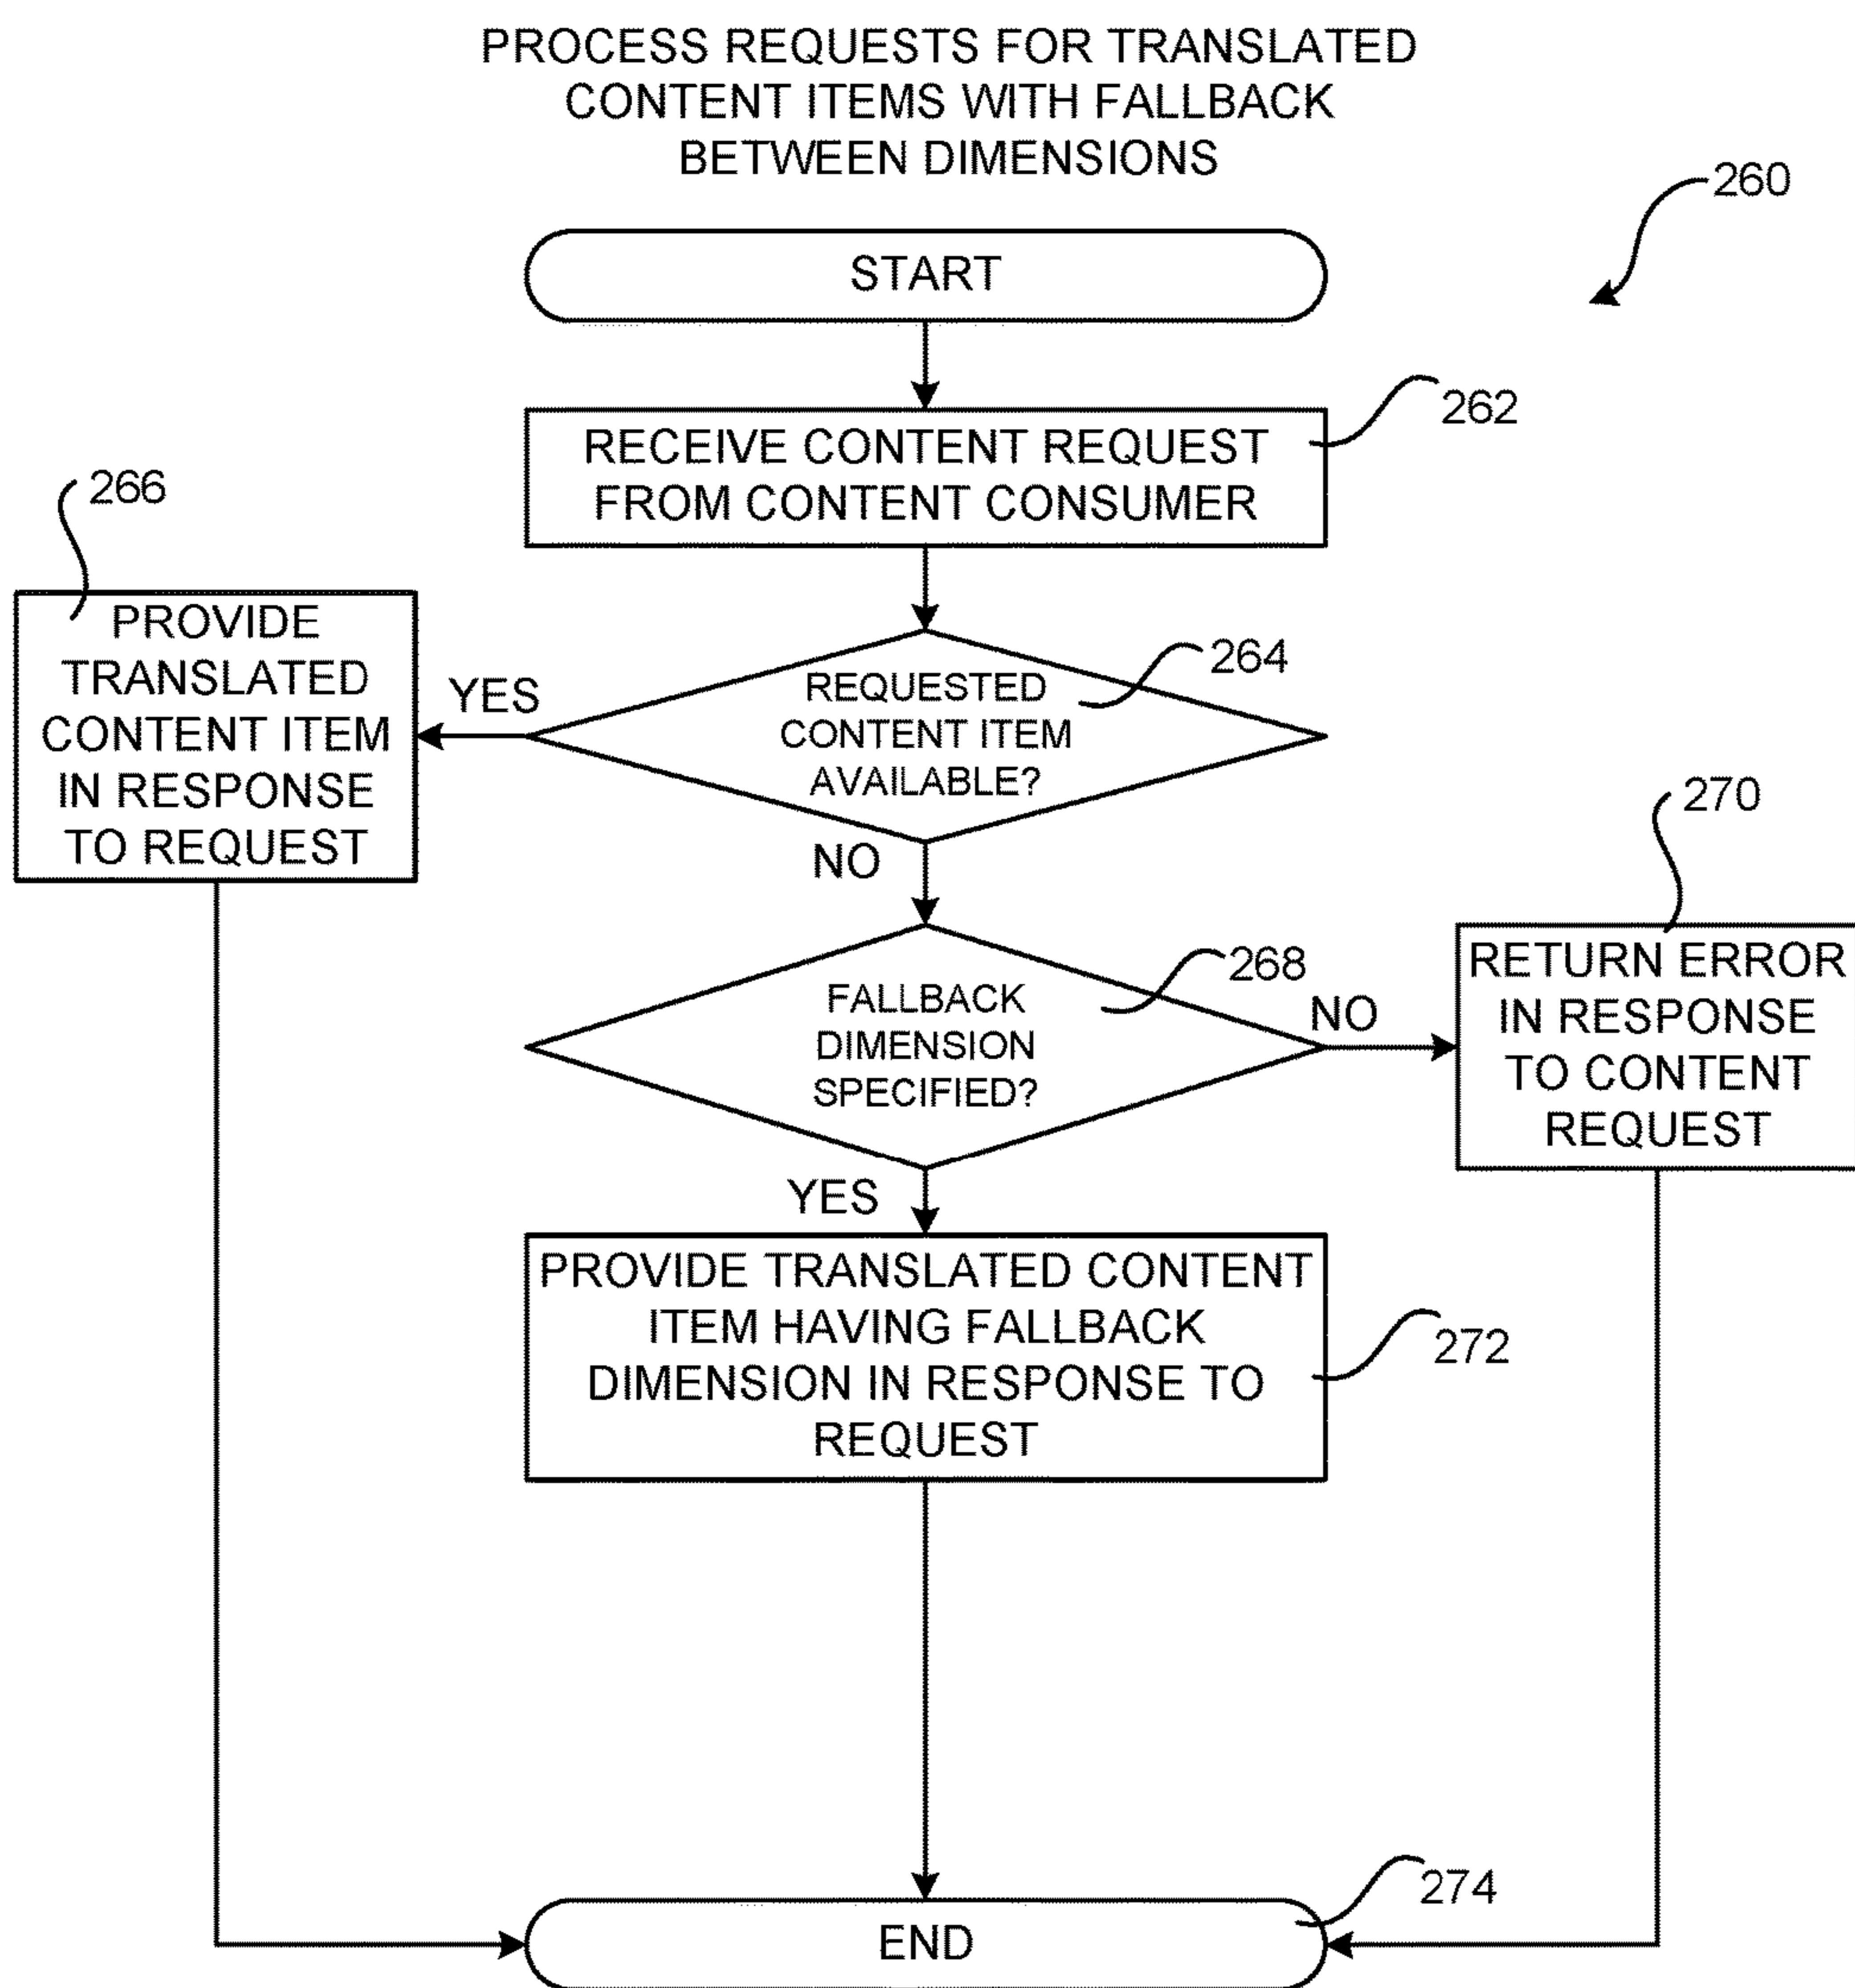 PROCESS REQUESTS FOR TRANSLATED
CONTENT ITEMS WITH FALLBACK
BETWEEN DIMENSIONS
260
START
262
RECEIVE CONTENT REQUEST
FROM CONTENT CONSUMER
266
PROVIDE
TRANSLATED
CONTENT ITEM
IN RESPONSE
TO REQUEST
YES
264
REQUESTED
CONTENT ITEM
AVAILABLE?
NO
270
RETURN ERROR
IN RESPONSE
TO CONTENT
REQUEST
268
FALLBACK
DIMENSION
SPECIFIED?
NO
YES
PROVIDE TRANSLATED CONTENT
ITEM HAVING FALLBACK
DIMENSION IN RESPONSE TO
REQUEST
272
274
END